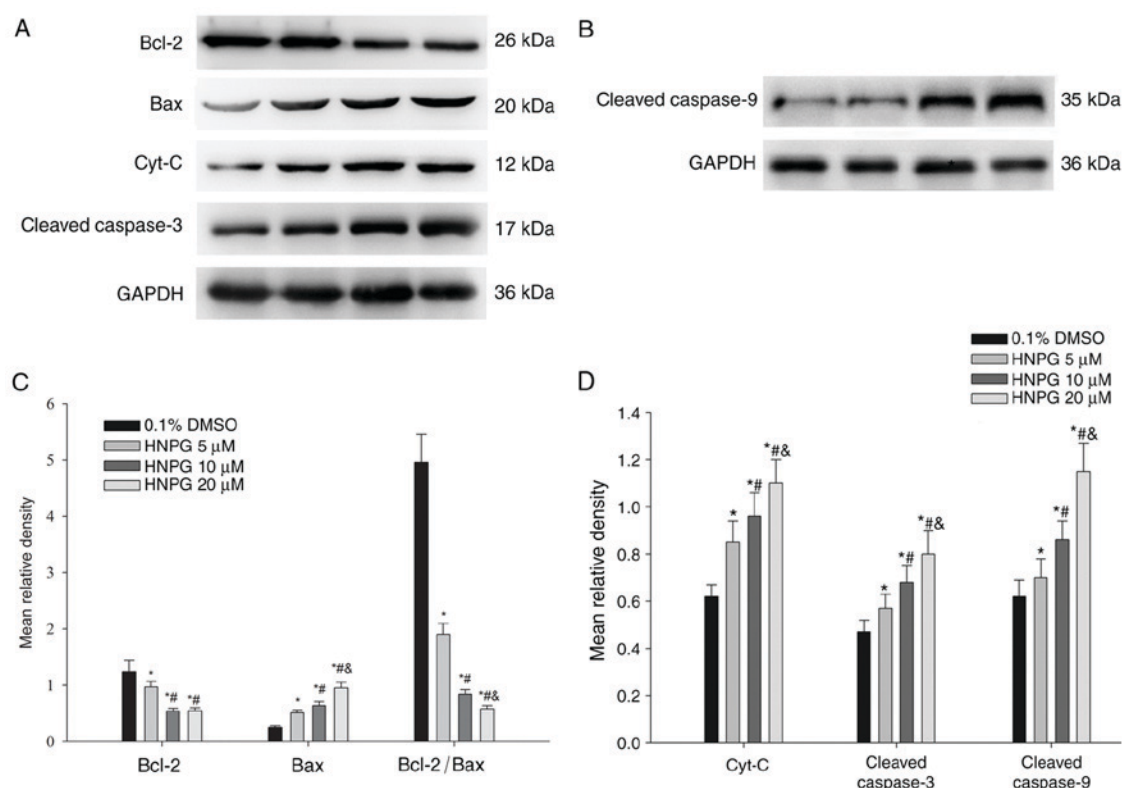 A
Bcl-2
26 kDa
Bax
20 kDa
Cyt-C
12 kDa
Cleaved caspase-3
17 kDa
GAPDH
36 kDa
B
Cleaved caspase-9
35 kDa
GAPDH
36 kDa
C
6
5
4
3
2
1
0
Mean relative density
0.1% DMSO
HNPG 5 μM
HNPG 10 μM
HNPG 20 μM
*
*#
*#
*
*#
*#&
*
*#
*#&
Bcl-2
Bax
Bcl-2/Bax
D
0.1% DMSO
HNPG 5 μM
HNPG 10 μM
HNPG 20 μM
1.4
1.2
1.0
0.8
0.6
0.4
0.2
0.0
Mean relative density
*
*#
*#&
*
*#
*#&
*
*#
*#&
Cyt-C
Cleaved
caspase-3
Cleaved
caspase-9